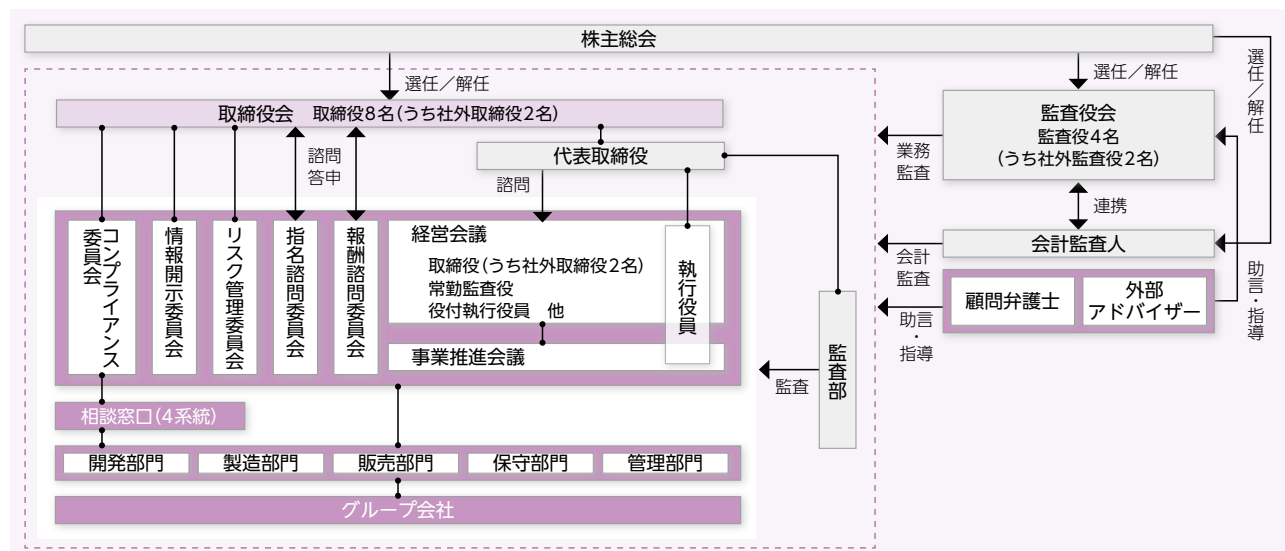 株主総会
選任／解任
選任／解任
選任／解任
取締役会 取締役8名(うち社外取締役2名)
監査役会
監査役4名
(うち社外監査役2名)
業務
監査
代表取締役
諮問
答申
諮問
連携
会計監査人
会計
監査
コンプライアンス
委員会
情報開示委員会
リスク管理委員会
指名諮問委員会
報酬諮問委員会
経営会議
取締役(うち社外取締役2名)
常勤監査役
役付執行役員 他
執行役員
事業推進会議
顧問弁護士
外部
アドバイザー
助言・指導
助言
・
指導
監査部
監査
相談窓口(4系統)
開発部門
製造部門
販売部門
保守部門
管理部門
グループ会社